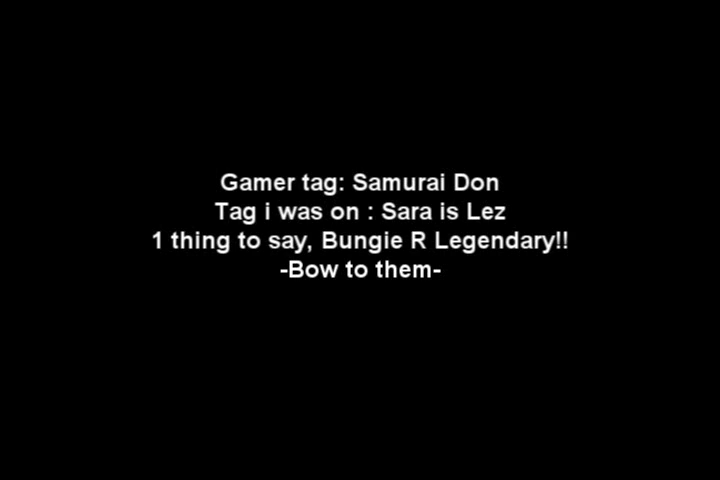 Gamer tag: Samurai Don
Tag i was on : Sara is Lez
1 thing to say, Bungie R Legendary!!
-Bow to them-